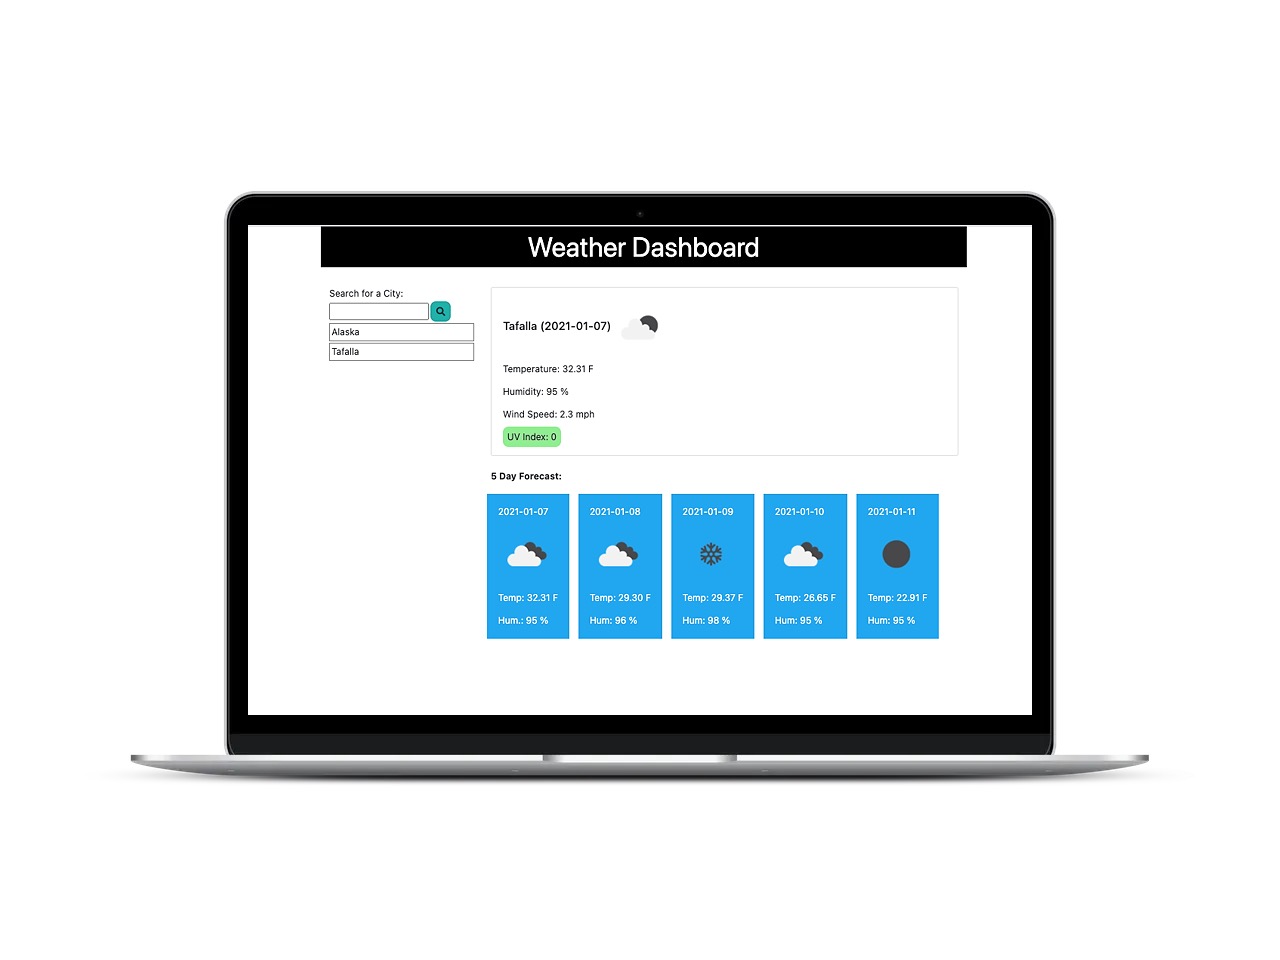 Weather Dashboard
Search for a City:
Alaska
Tafalla
Tafalla (2021-01-07)
Temperature: 32.31 F
Humidity: 95 %
Wind Speed: 2.3 mph
UV Index: 0
5 Day Forecast:
2021-01-07
Temp: 32.31 F
Hum.: 95 %
2021-01-08
Temp: 29.30 F
Hum: 96 %
2021-01-09
Temp: 29.37 F
Hum: 98 %
2021-01-10
Temp: 26.65 F
Hum: 95 %
2021-01-11
Temp: 22.91 F
Hum: 95 %